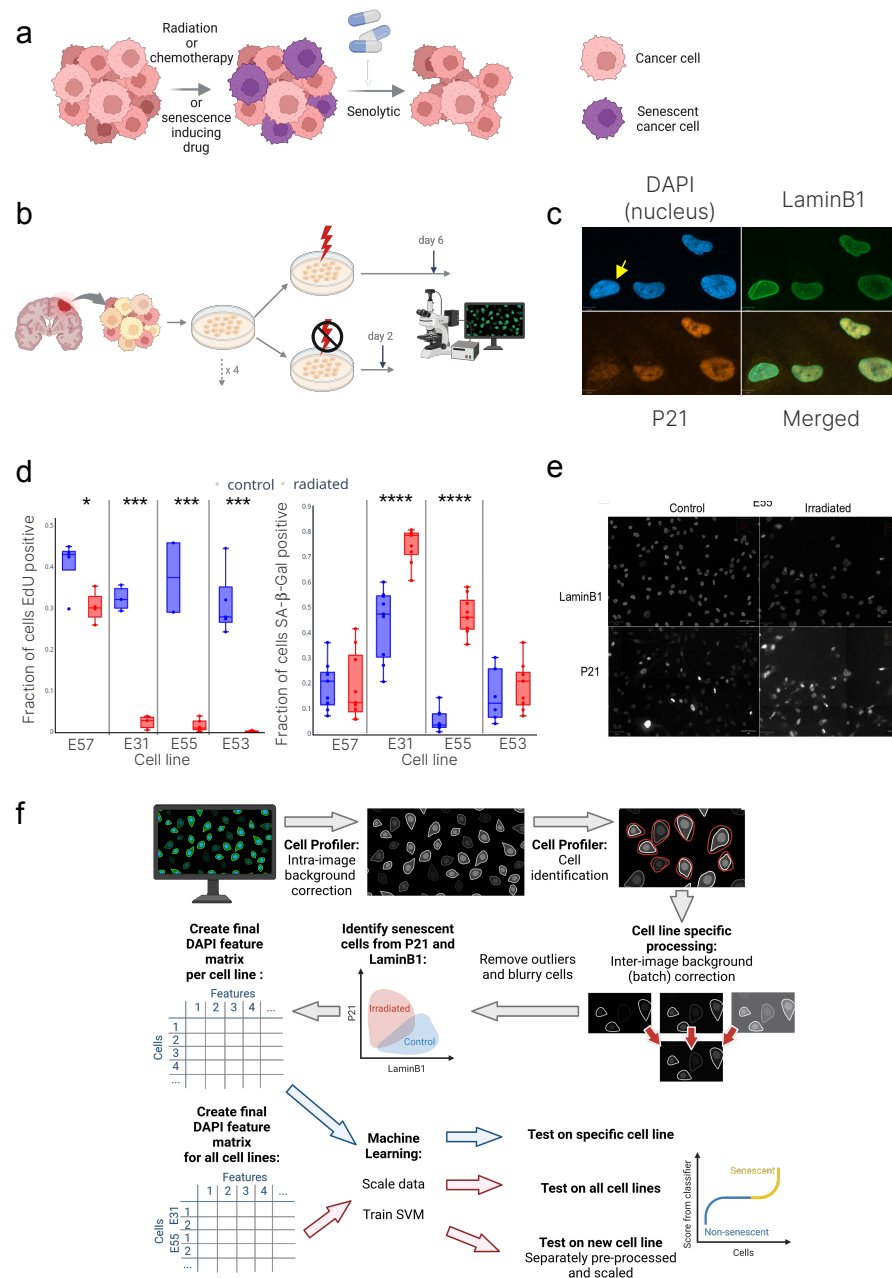 a
Radiation
or
chemotherapy
or
senescence
inducing
drug
Senolytic
Cancer cell
Senescent
cancer cell
b
x 4
day 6
day 2
c
DAPI
(nucleus)
LaminB1
P21
Merged
d
control
radiated
*
***
***
***
Fraction of cells EdU positive
0.5
0.4
0.3
0.2
0.1
0
E57
E31
E55
E53
Cell line
****
****
Fraction of cells SA-β-Gal positive
0.9
0.8
0.7
0.6
0.5
0.4
0.3
0.2
0.1
0
E57
E31
E55
E53
Cell line
e
E55
Control
Irradiated
LaminB1
P21
f
Cell Profiler:
Intra-image
background
correction
Cell Profiler:
Cell
identification
Cell line specific
processing:
Inter-image background
(batch) correction
Remove outliers
and blurry cells
Identify senescent
cells from P21 and
LaminB1:
P21
Irradiated
Control
LaminB1
Create final
DAPI feature
matrix
per cell line :
Features
1 2 3 4 ...
Cells
1
2
3
4
...
Create final
DAPI feature
matrix
for all cell lines:
Features
1 2 3 4 ...
Cells
E31
1
2
E55
1
2
...
Machine
Learning:
Scale data
Train SVM
Test on specific cell line
Test on all cell lines
Test on new cell line
Separately pre-processed
and scaled
Score from classifier
Senescent
Non-senescent
Cells